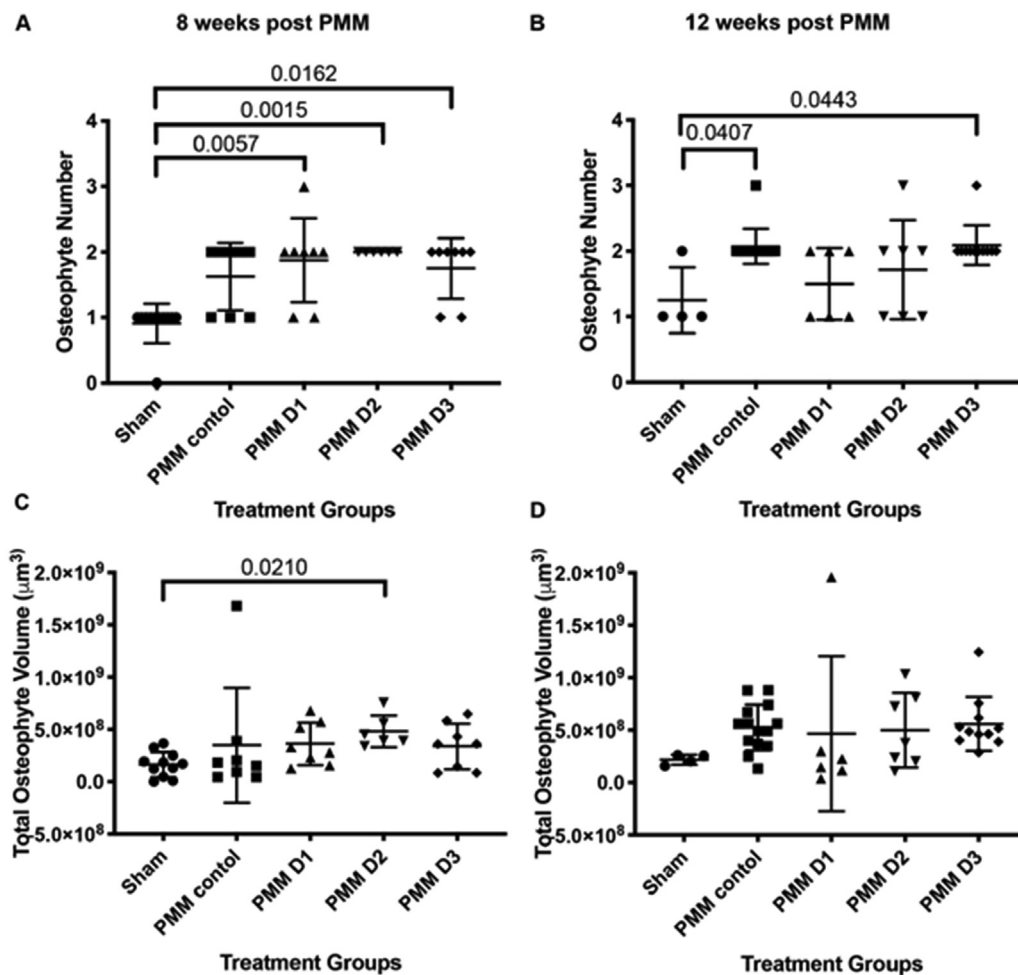 A
8 weeks post PMM
0.0162
0.0015
0.0057
Osteophyte Number
4
3
2
1
0
Sham
PMM contol
PMM D1
PMM D2
PMM D3
Treatment Groups
B
12 weeks post PMM
0.0443
0.0407
Osteophyte Number
4
3
2
1
0
Sham
PMM contol
PMM D1
PMM D2
PMM D3
Treatment Groups
C
0.0210
Total Osteophyte Volume (μm³)
2.0×10⁹
1.5×10⁹
1.0×10⁹
5.0×10⁸
0.0
-5.0×10⁸
Sham
PMM contol
PMM D1
PMM D2
PMM D3
Treatment Groups
D
Total Osteophyte Volume (μm³)
2.0×10⁹
1.5×10⁹
1.0×10⁹
5.0×10⁸
0.0
-5.0×10⁸
Sham
PMM contol
PMM D1
PMM D2
PMM D3
Treatment Groups